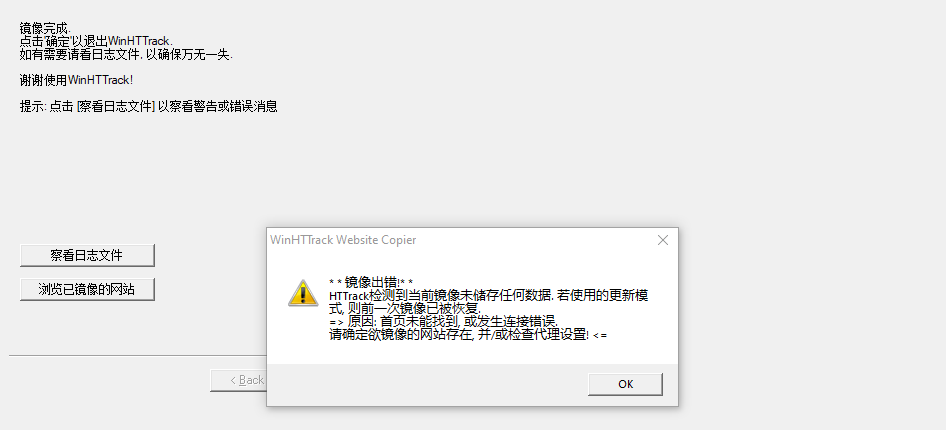 镜像完成.
点击'确定'以退出WinHTTrack.
如有需要请看日志文件, 以确保万无一失.
谢谢使用WinHTTrack!
提示: 点击 [察看日志文件] 以察看警告或错误消息
察看日志文件
浏览已镜像的网站
< Back
WinHTTrack Website Copier
* * 镜像出错!* *
HTTrack检测到当前镜像未储存任何数据. 若使用的更新模
式, 则前一次镜像已被恢复.
=> 原因: 首页未能找到, 或发生连接错误.
请确定欲镜像的网站存在, 并/或检查代理设置! <=
OK